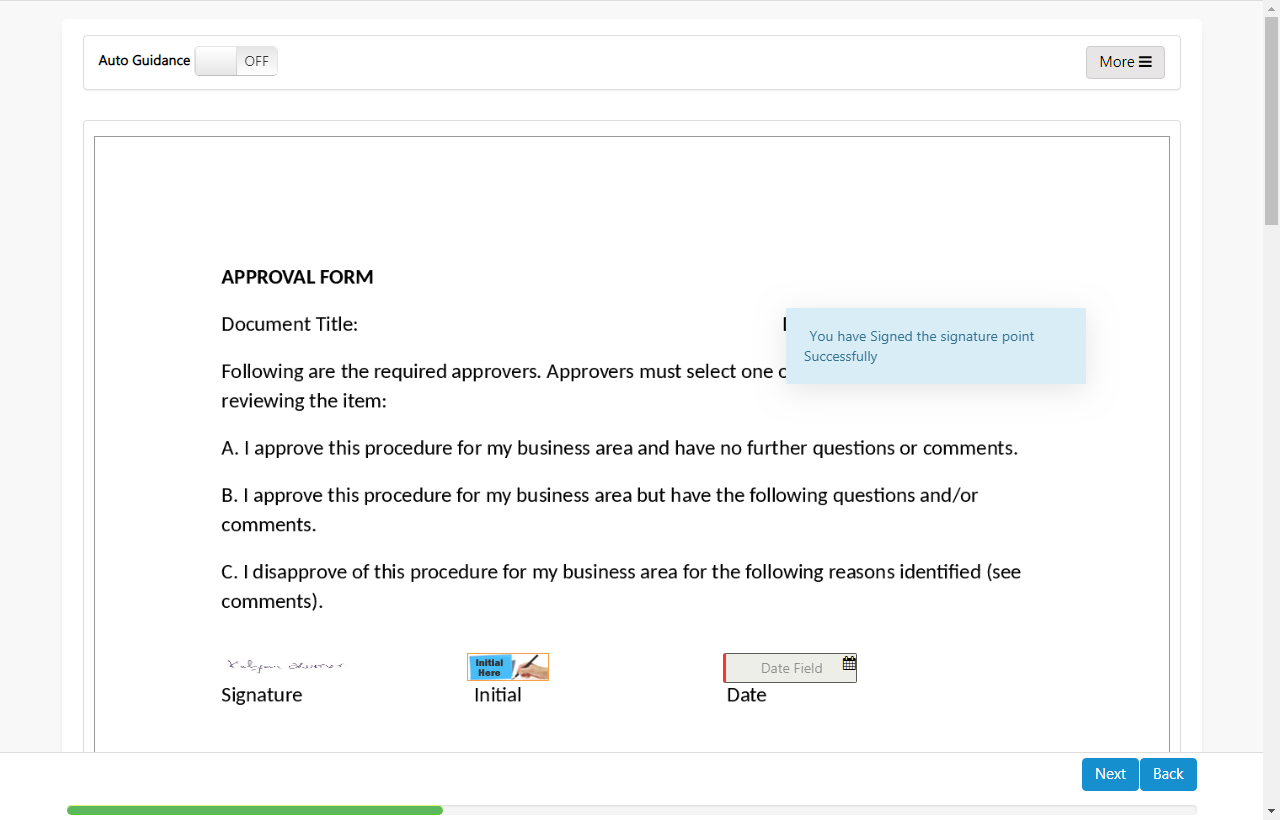 Auto Guidance OFF More
APPROVAL FORM
Document Title:
You have Signed the signature point
Successfully
Following are the required approvers. Approvers must select one
reviewing the item:
A. I approve this procedure for my business area and have no further questions or comments.
B. I approve this procedure for my business area but have the following questions and/or
comments.
C. I disapprove of this procedure for my business area for the following reasons identified (see
comments).
Initial
Here
Date Field
Signature Initial Date
Next Back